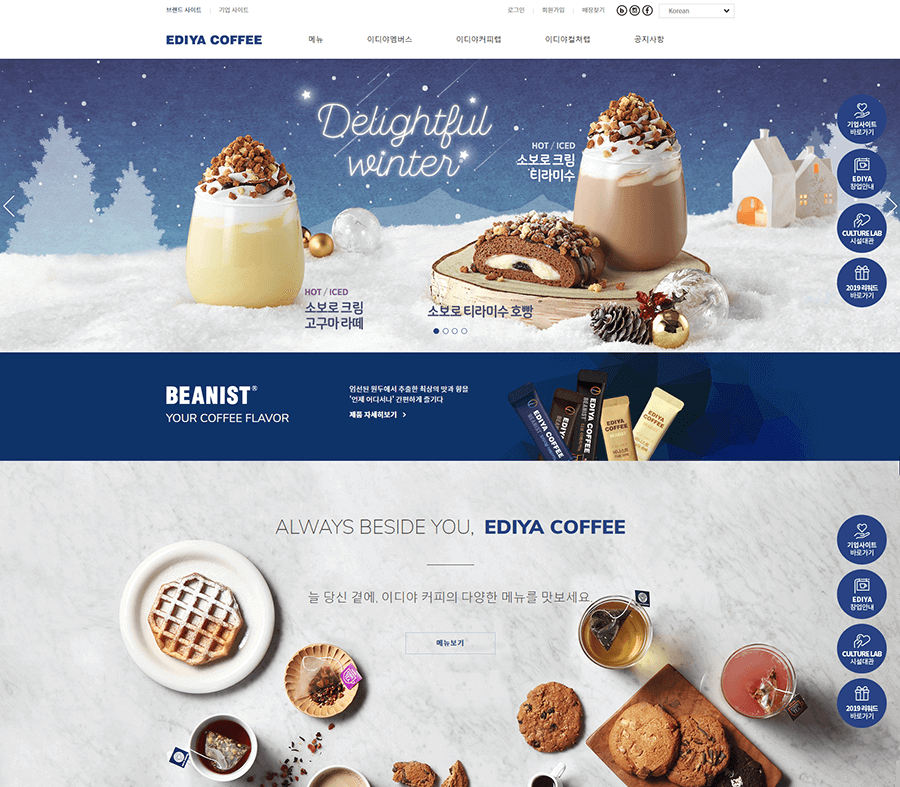 브랜드 사이트 | 기업 사이트
로그인 | 회원가입 | 매장찾기
Korean
EDIYA COFFEE
메뉴 이디야멤버스 이디야커피랩 이디야컬쳐랩 공지사항
Delightful
winter
HOT / ICED
소보로 크림
티라미수
HOT / ICED
소보로 크림
고구마 라떼
소보로 티라미수 호빵
기업사이트
바로가기
EDIYA
창업안내
CULTURE LAB
시설대관
2019 리워드
바로가기
BEANIST®
YOUR COFFEE FLAVOR
엄선된 원두에서 추출한 최상의 맛과 향을
'언제 어디서나' 간편하게 즐기다
제품 자세히보기 >
EDIYA COFFEE
BEANIST
EDIYA COFFEE
BEANIST
EDIYA
COFFEE
EDIYA
COFFEE
ALWAYS BESIDE YOU, EDIYA COFFEE
늘 당신 곁에, 이디야 커피의 다양한 메뉴를 맛보세요.
메뉴보기
기업사이트
바로가기
EDIYA
창업안내
CULTURE LAB
시설대관
2019 리워드
바로가기